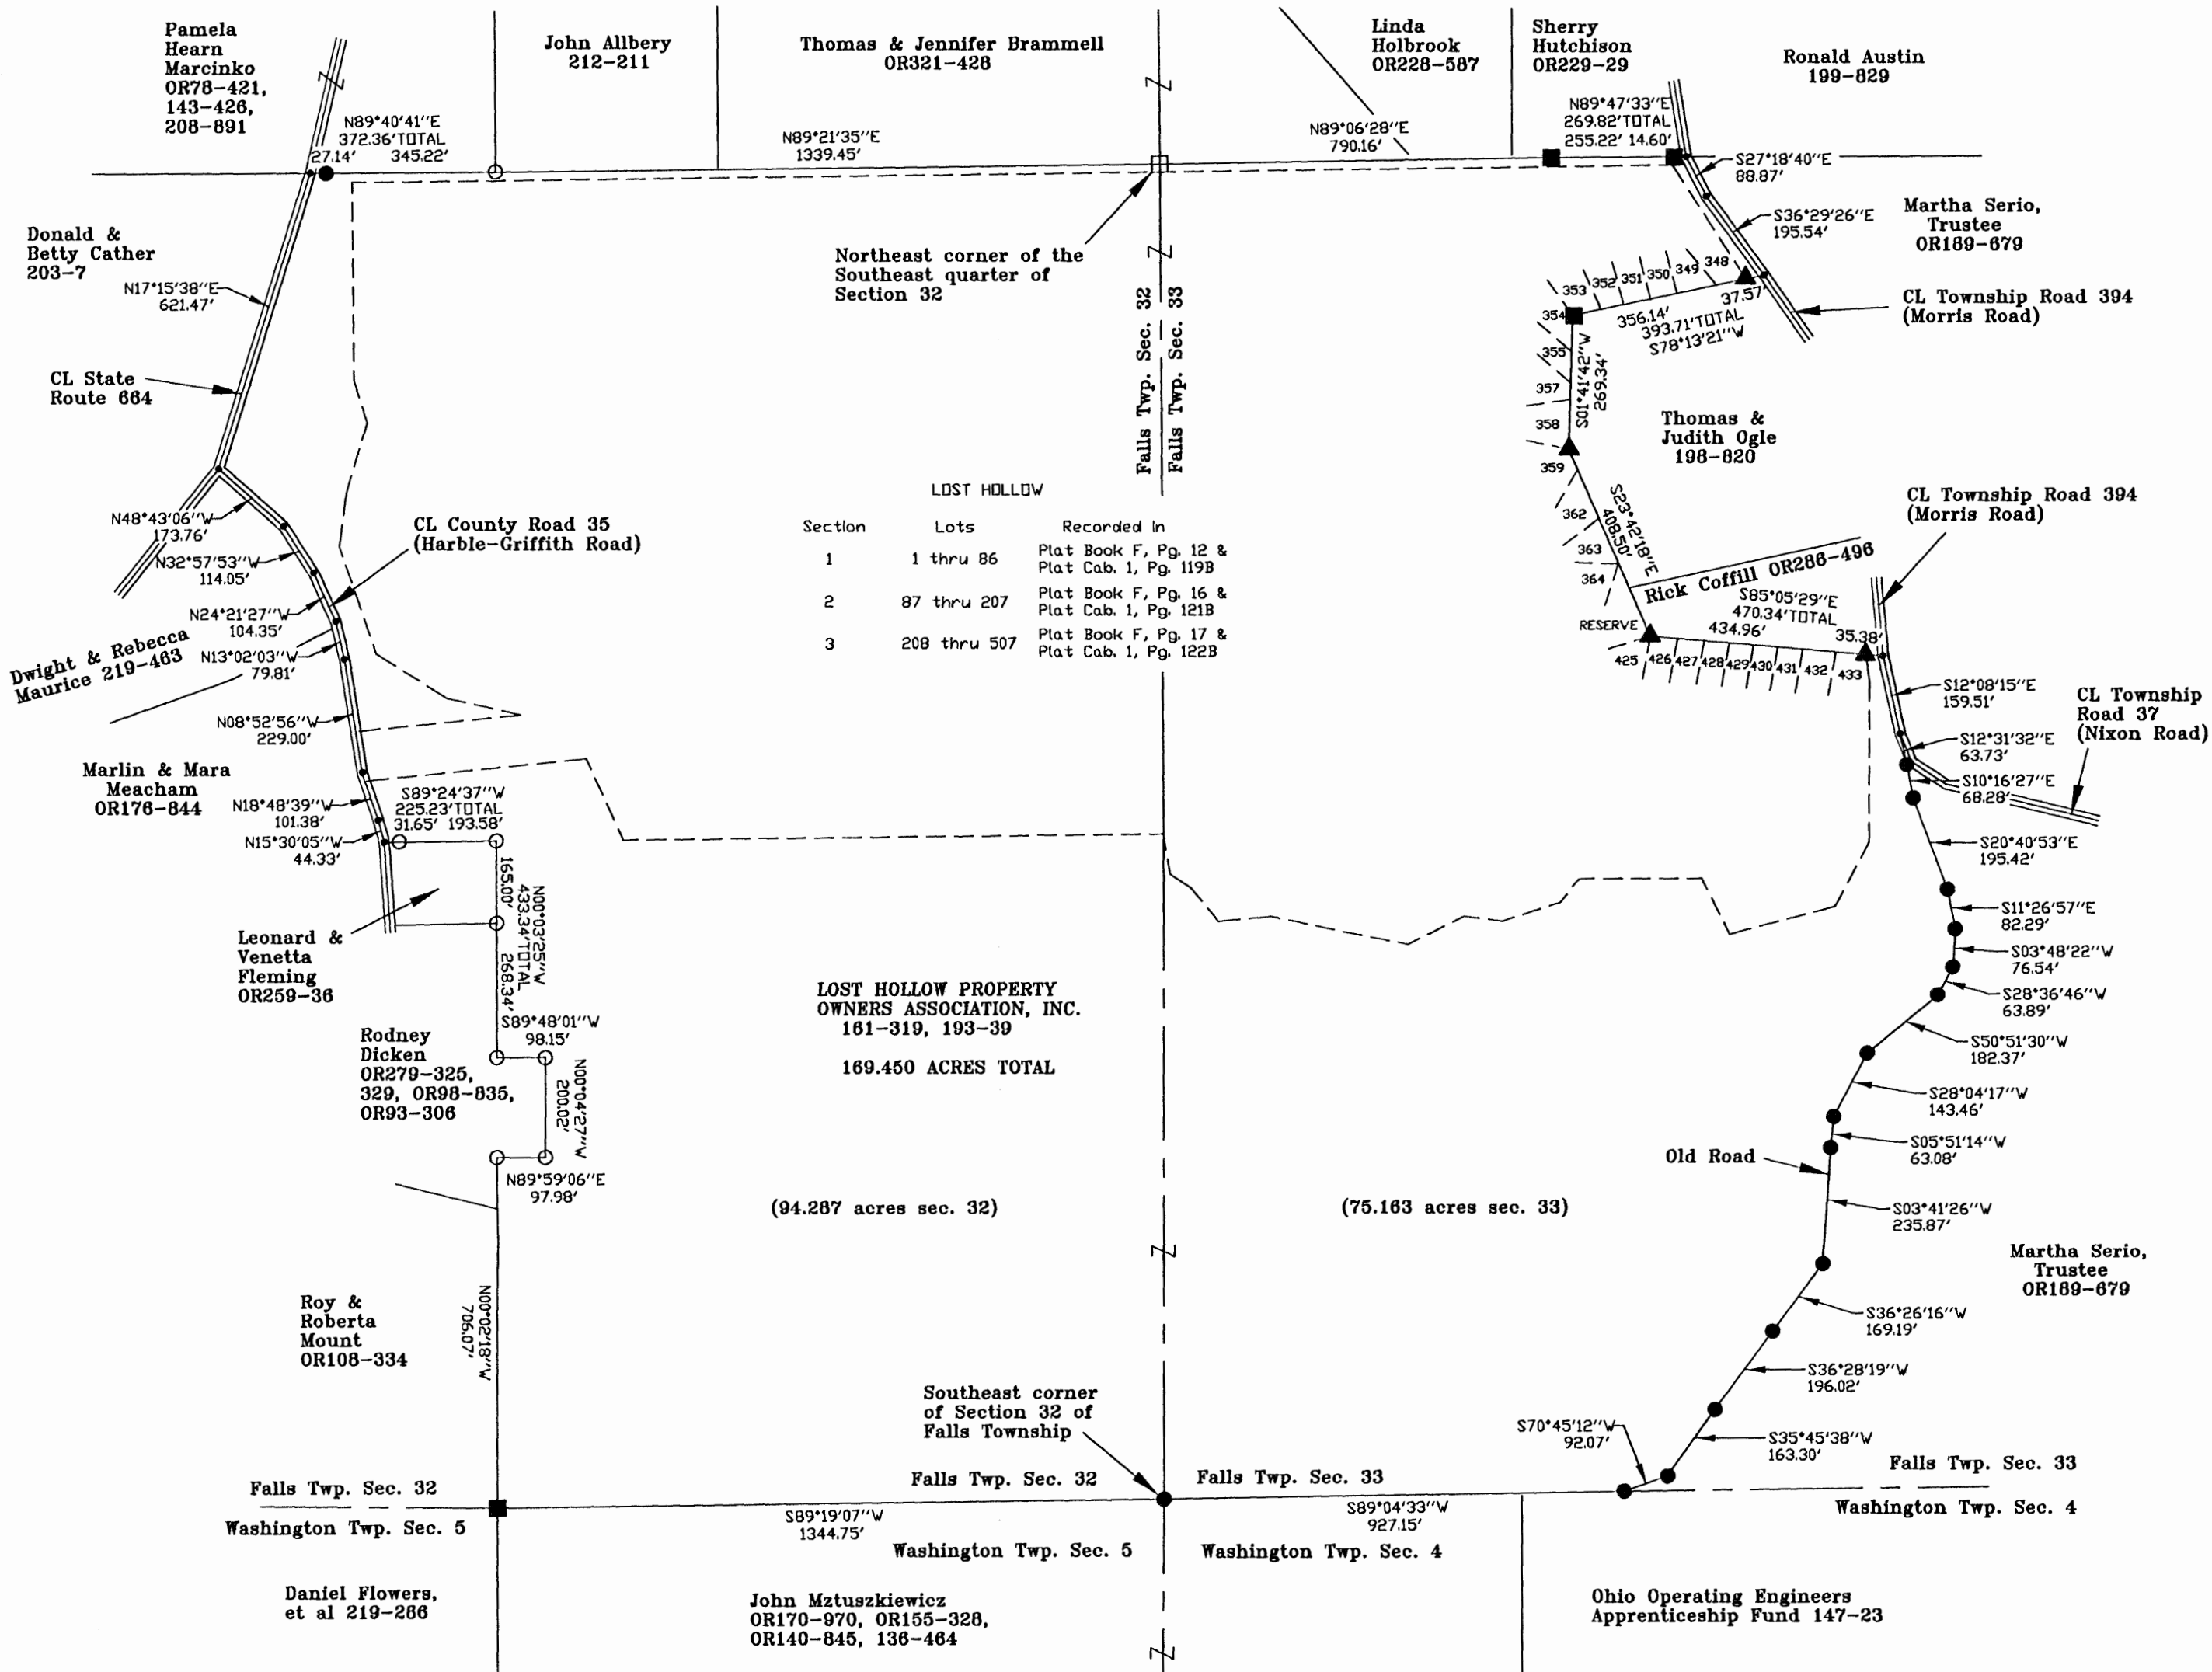 Pamela
Hearn
Marcinko
OR78-421,
143-426,
208-891
John Allbery
212-211
Thomas & Jennifer Brammell
OR321-428
Linda
Holbrook
OR228-587
Sherry
Hutchison
OR229-29
Ronald Austin
199-829
N89°40'41"E
372.36'TOTAL
27.14' 345.22'
N89°21'35"E
1339.45'
N89°06'28"E
790.16'
N89°47'33"E
269.82'TOTAL
255.22' 14.60'
S27°18'40"E
88.87'
S36°29'26"E
195.54'
Martha Serio,
Trustee
OR189-679
Donald &
Betty Cather
203-7
N17°15'38"E
621.47'
CL State
Route 664
Northeast corner of the
Southeast quarter of
Section 32
Falls Twp. Sec. 32
Falls Twp. Sec. 33
353 352 351 350 349 348
37.57'
356.14'
393.71'TOTAL
S78°13'21"W
CL Township Road 394
(Morris Road)
354
355
357
358
359
S01°41'42"W
269.34'
Thomas &
Judith Ogle
198-820
S23°42'18"E
408.50'
362
363
364
RESERVE
Rick Coffill OR286-496
S85°05'29"E
470.34'TOTAL
434.96' 35.38'
425 426 427 428 429 430 431 432 433
CL Township Road 394
(Morris Road)
N48°43'06"W
173.76'
N32°57'53"W
114.05'
N24°21'27"W
104.35'
N13°02'03"W
79.81'
N08°52'56"W
229.00'
CL County Road 35
(Harble-Griffith Road)
Dwight & Rebecca
Maurice 219-463
LOST HOLLOW
Section Lots Recorded in
1 1 thru 86 Plat Book F, Pg. 12 &
Plat Cab. 1, Pg. 119B
2 87 thru 207 Plat Book F, Pg. 16 &
Plat Cab. 1, Pg. 121B
3 208 thru 507 Plat Book F, Pg. 17 &
Plat Cab. 1, Pg. 122B
S12°08'15"E
159.51'
S12°31'32"E
63.73'
S10°16'27"E
68.28'
CL Township
Road 37
(Nixon Road)
Marlin & Mara
Meacham
OR176-844
N18°48'39"W
101.38'
N15°30'05"W
44.33'
S89°24'37"W
225.23'TOTAL
31.65' 193.58'
165.00'
N00°03'25"W
433.34'TOTAL
268.34'
S20°40'53"E
195.42'
S11°26'57"E
82.29'
S03°48'22"W
76.54'
S28°36'46"W
63.89'
S50°51'30"W
182.37'
Leonard &
Venetta
Fleming
OR259-36
LOST HOLLOW PROPERTY
OWNERS ASSOCIATION, INC.
161-319, 193-39
169.450 ACRES TOTAL
Rodney
Dicken
OR279-325,
329, OR98-835,
OR93-306
S89°48'01"W
98.15'
N00°04'27"W
200.02'
N89°59'06"E
97.98'
S28°04'17"W
143.46'
S05°51'14"W
63.08'
Old Road
S03°41'26"W
235.87'
(94.287 acres sec. 32)
(75.163 acres sec. 33)
Martha Serio,
Trustee
OR189-679
Roy &
Roberta
Mount
OR108-334
N00°02'18"W
706.07'
S36°26'16"W
169.19'
S36°28'19"W
196.02'
Southeast corner
of Section 32 of
Falls Township
S70°45'12"W
92.07'
S35°45'38"W
163.30'
Falls Twp. Sec. 32
Falls Twp. Sec. 32
Falls Twp. Sec. 33
Falls Twp. Sec. 33
Washington Twp. Sec. 5
S89°19'07"W
1344.75'
S89°04'33"W
927.15'
Washington Twp. Sec. 4
Washington Twp. Sec. 5
Washington Twp. Sec. 4
Daniel Flowers,
et al 219-286
John Mztuszkiewicz
OR170-970, OR155-328,
OR140-845, 136-464
Ohio Operating Engineers
Apprenticeship Fund 147-23